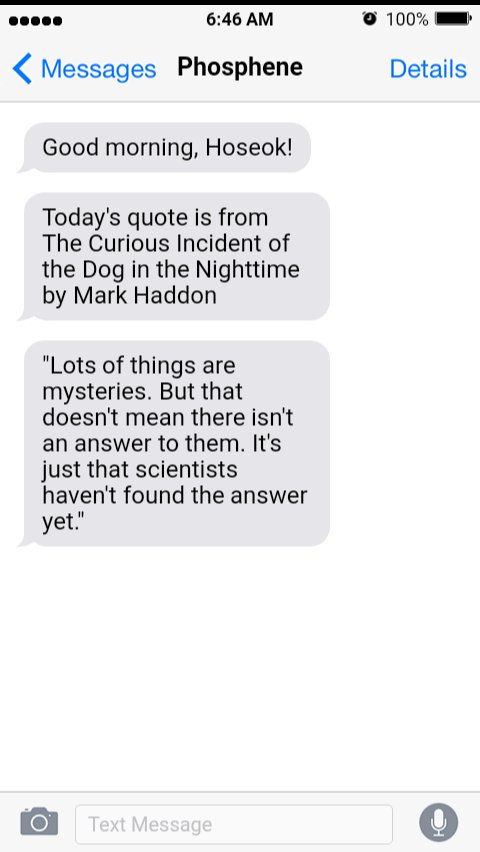 6:46 AM
100%
Messages
Phosphene
Details
Good morning, Hoseok!
Today's quote is from
The Curious Incident of
the Dog in the Nighttime
by Mark Haddon
"Lots of things are
mysteries. But that
doesn't mean there isn't
an answer to them. It's
just that scientists
haven't found the answer
yet."
Text Message